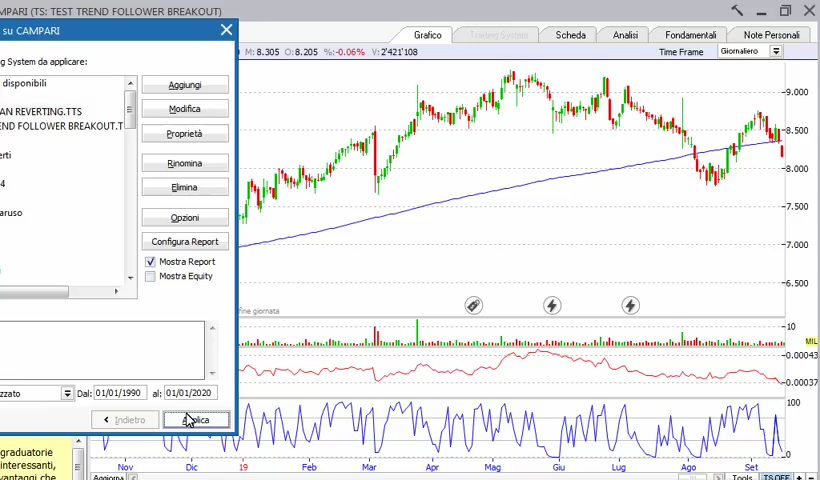 MPARI (TS: TEST TREND FOLLOWER BREAKOUT)
su CAMPARI
ng System da applicare:
disponibili
AN REVERTING.TTS
END FOLLOWER BREAKOUT.T
erti
4
aruso
Aggiungi
Modifica
Proprietà
Rinomina
Elimina
Opzioni
Configura Report
Mostra Report
Mostra Equity
zzato
Dal: 01/01/1990 al: 01/01/2020
Indietro
Applica
graduatorie
interessanti,
vantaggi che
Grafico
Trading System
Scheda
Analisi
Fondamentali
Note Personali
M: 8.305 O: 8.205 %:-0.06% V: 2'421'108
Time Frame
Giornaliero
9.000
8.500
8.000
7.500
7.000
6.500
fine giornata
10
MIL
-0.00043
-0.00037
100
0
Nov Dic 19 Feb Mar Apr Mag Giu Lug Ago Set
Aggiorna
Tools
TS OFF